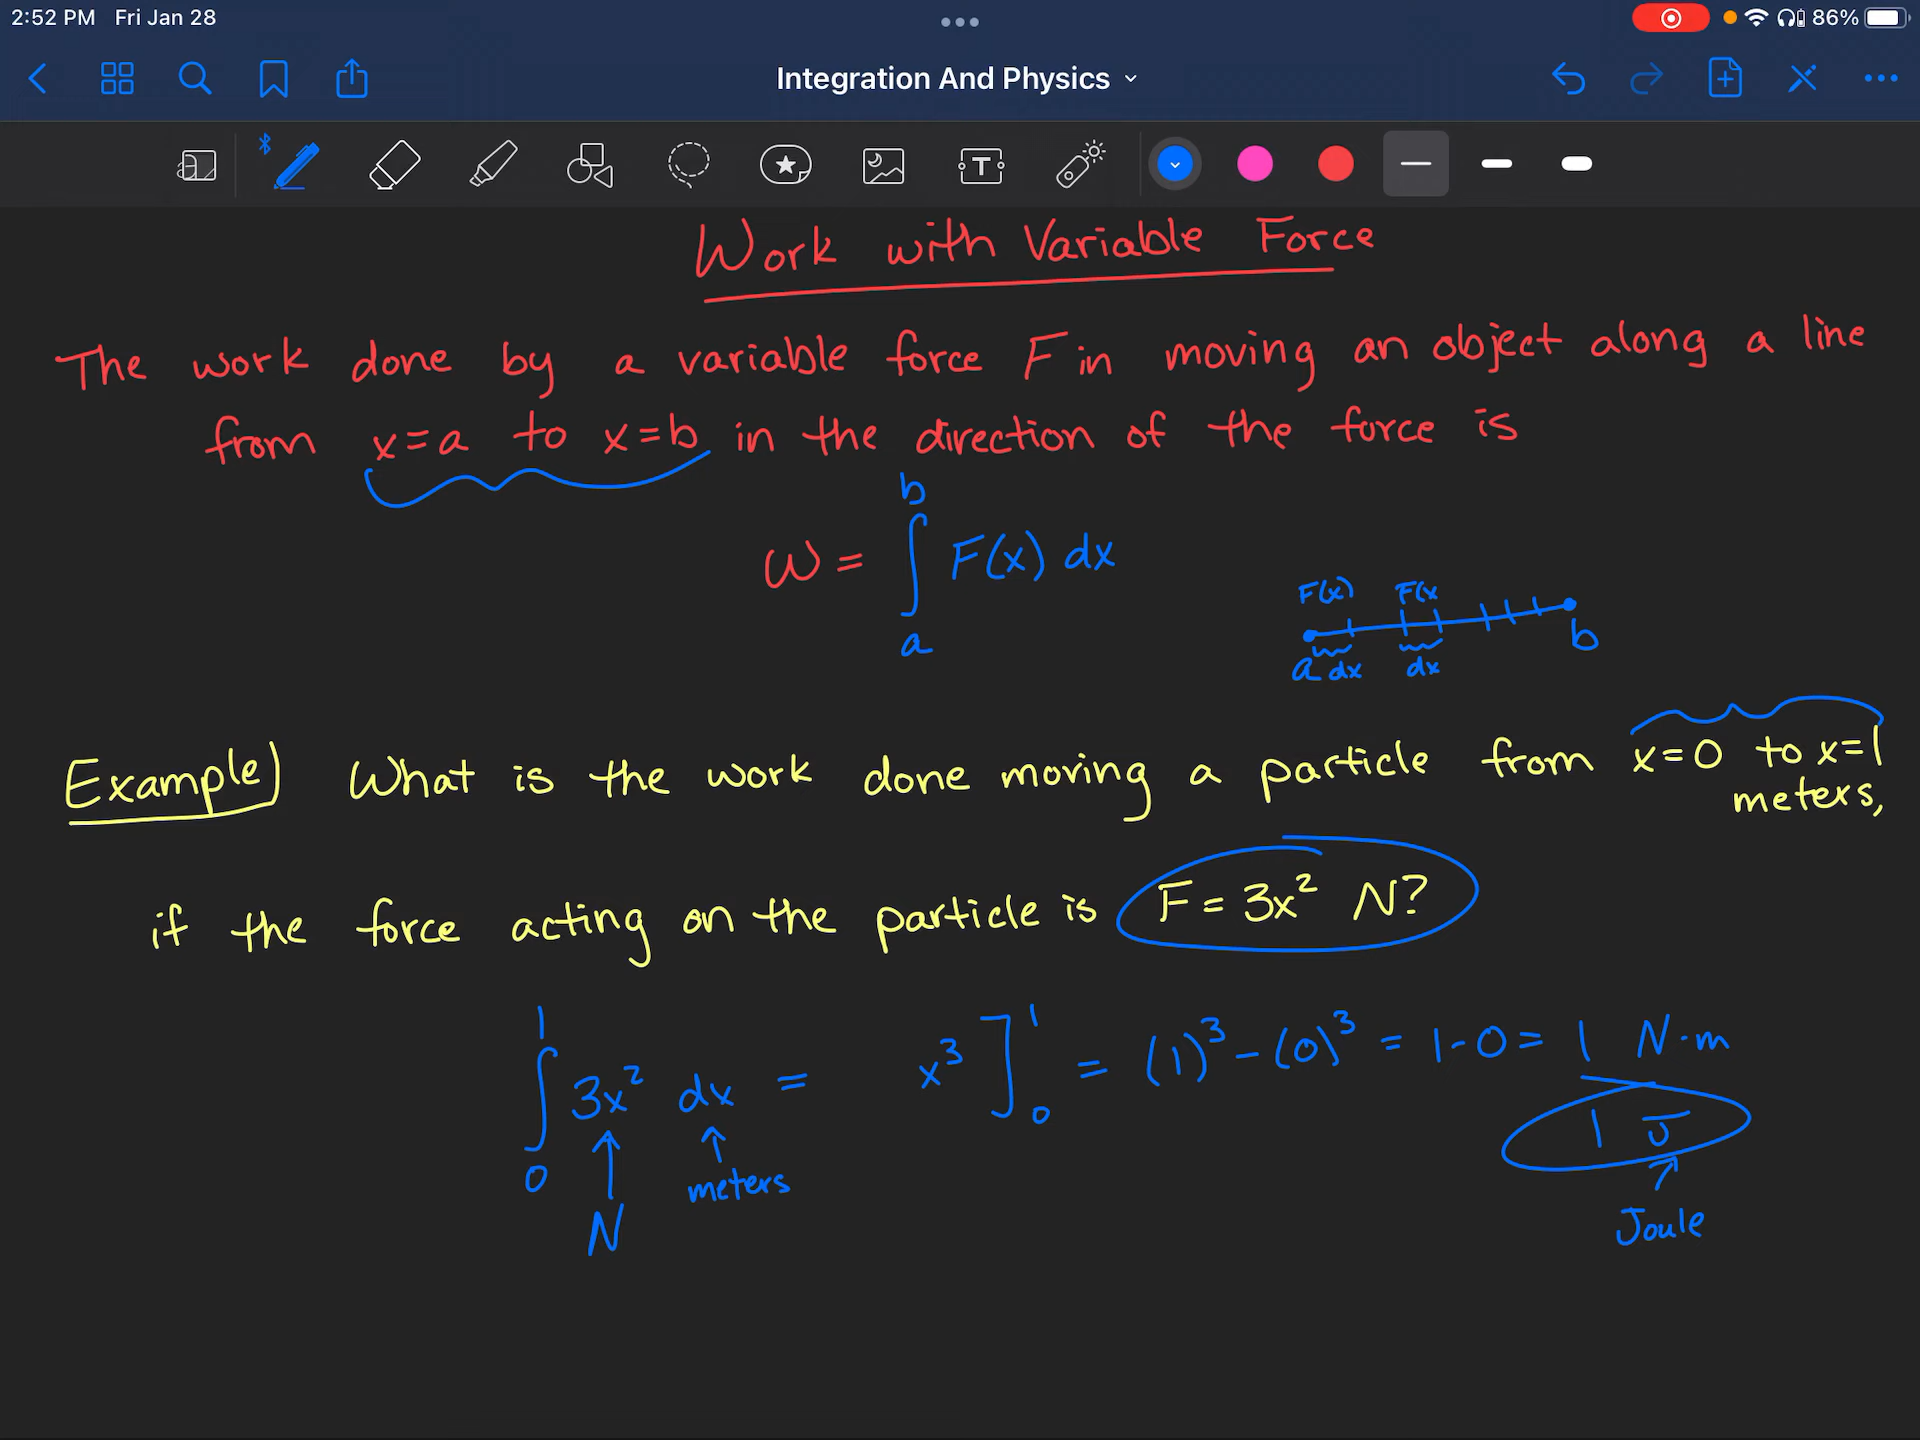 2:52 PM Fri Jan 28
86%
Integration And Physics
Work with Variable Force
The work done by a variable force F in moving an object along a line
from x=a to x=b in the direction of the force is
b
W = ∫ F(x) dx
a
F(x) F(x
a dx dx b
Example) What is the work done moving a particle from x=0 to x=1
meters,
if the force acting on the particle is F = 3x² N?
1 1
∫ 3x² dx = x³ ] = (1)³ - (0)³ = 1-0 = 1 N·m
0 0
1 J
meters
N
Joule